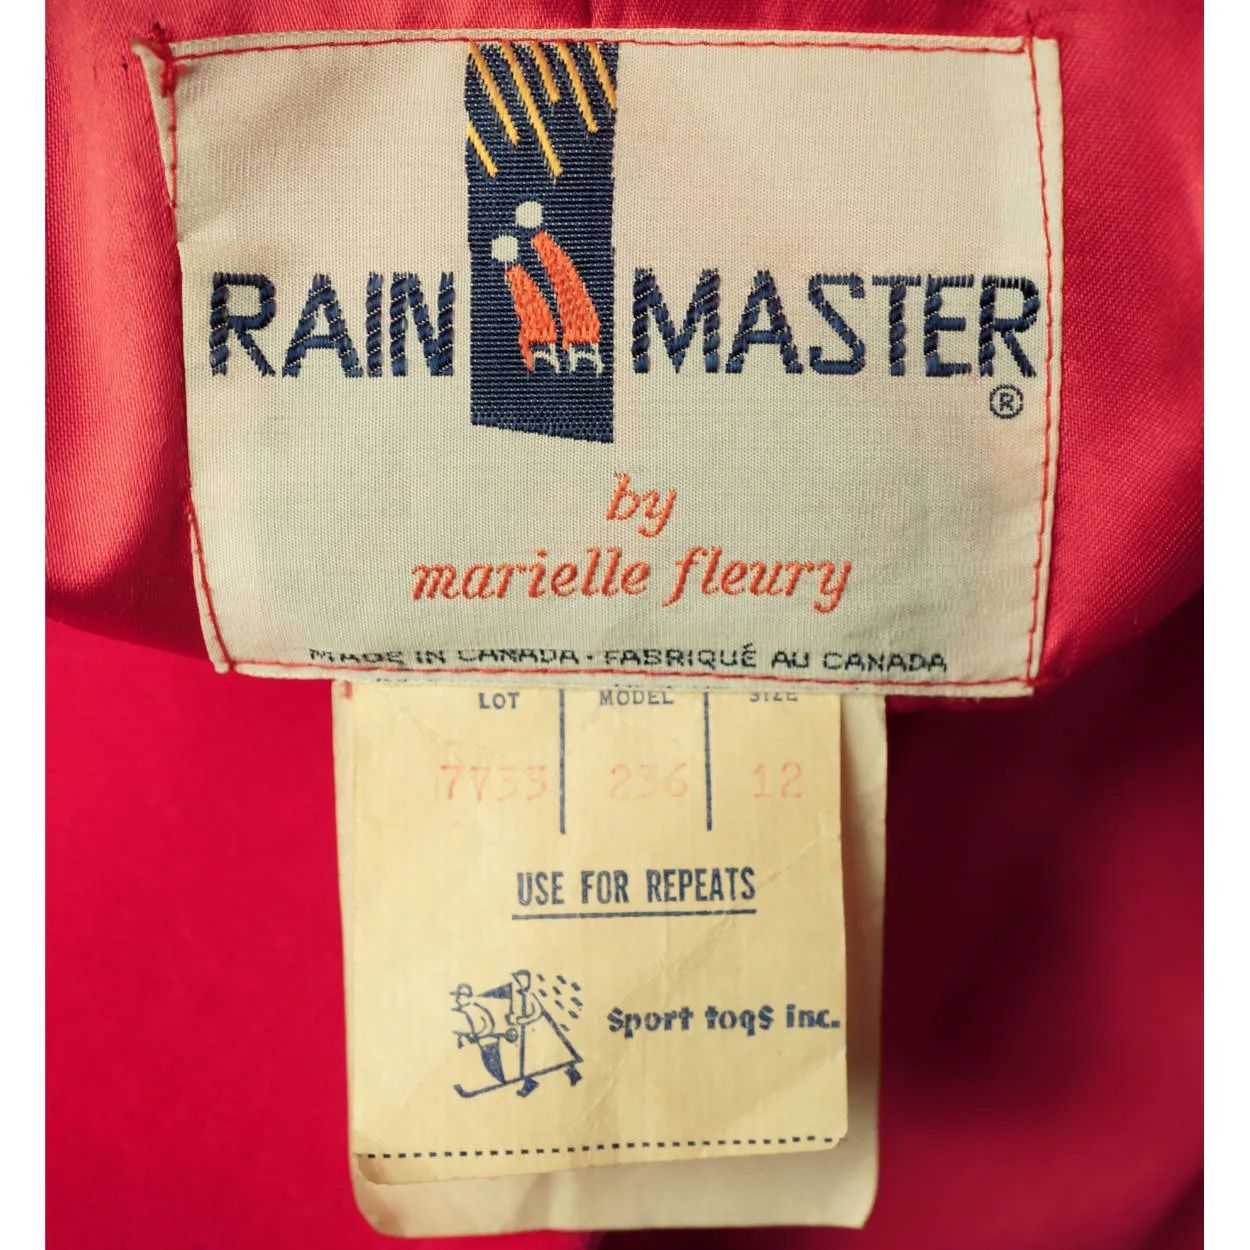 RAIN MASTER
®
by
marielle fleury
MADE IN CANADA · FABRIQUÉ AU CANADA
LOT MODEL SIZE
7733 236 12
USE FOR REPEATS
sport togs inc.